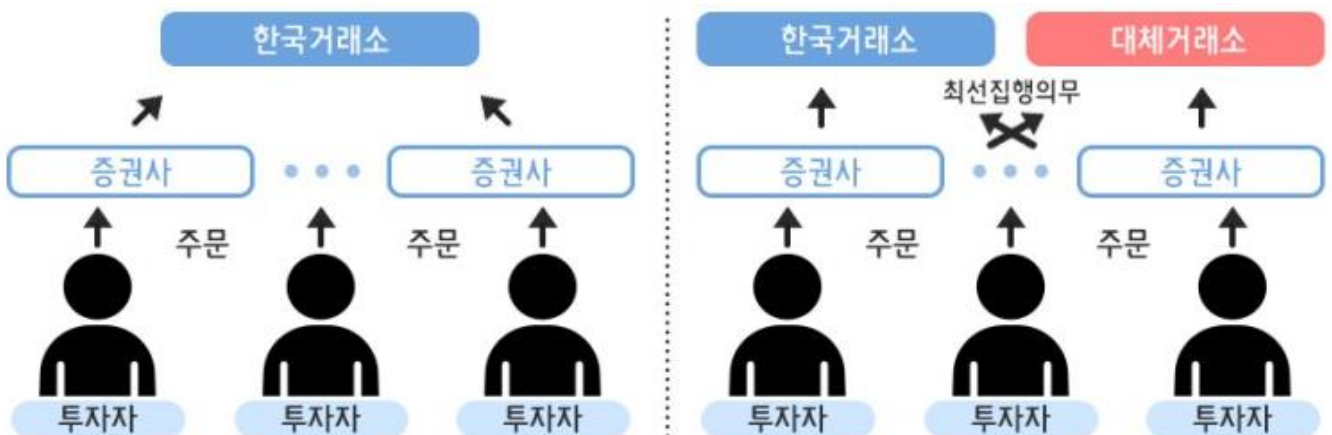 한국거래소
증권사 증권사
주문 주문
투자자 투자자 투자자
한국거래소 대체거래소
최선집행의무
증권사 증권사
주문 주문
투자자 투자자 투자자